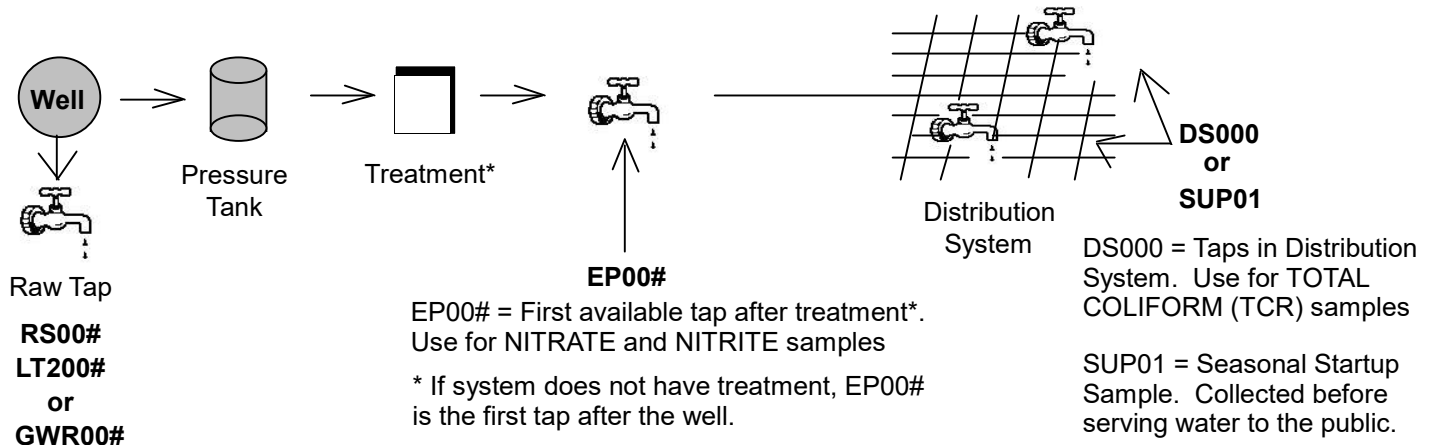 Well
Pressure
Tank
Treatment*
Raw Tap
RS00#
LT200#
or
GWR00#
EP00#
EP00# = First available tap after treatment*.
Use for NITRATE and NITRITE samples
* If system does not have treatment, EP00#
is the first tap after the well.
Distribution
System
DS000
or
SUP01
DS000 = Taps in Distribution
System. Use for TOTAL
COLIFORM (TCR) samples
SUP01 = Seasonal Startup
Sample. Collected before
serving water to the public.